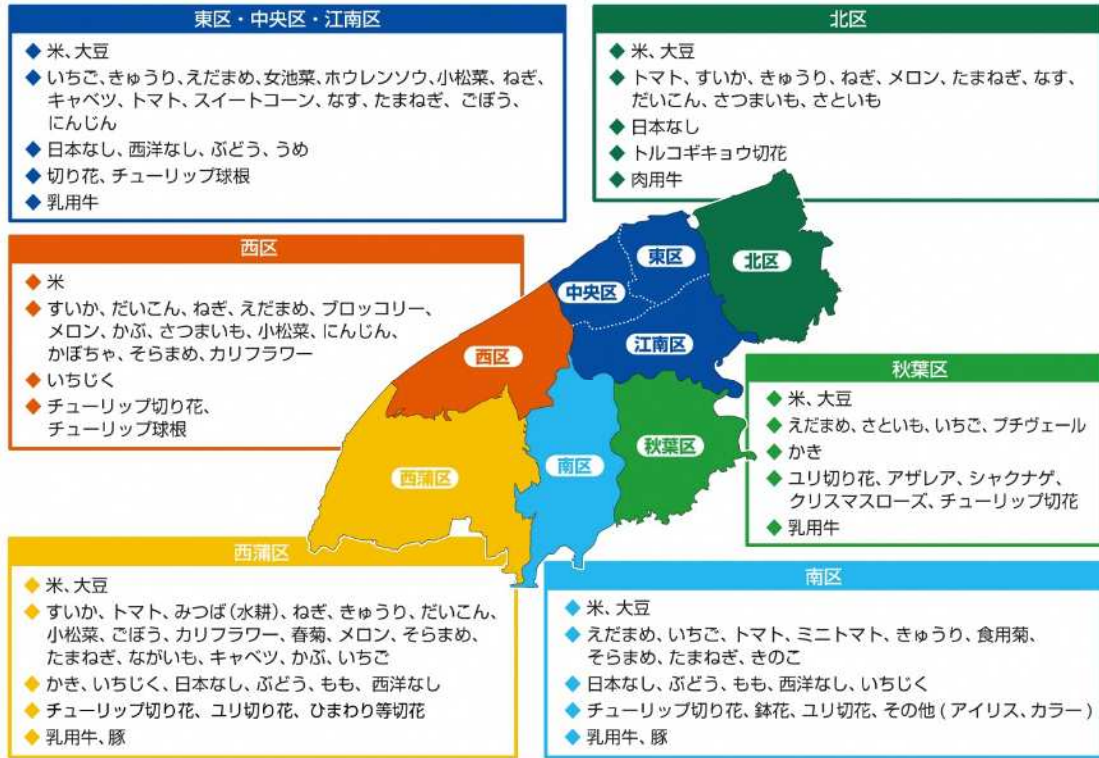 東区・中央区・江南区
◆ 米、大豆
◆ いちご、きゅうり、えだまめ、女池菜、ホウレンソウ、小松菜、ねぎ、
キャベツ、トマト、スイートコーン、なす、たまねぎ、ごぼう、
にんじん
◆ 日本なし、西洋なし、ぶどう、うめ
◆ 切り花、チューリップ球根
◆ 乳用牛
北区
◆ 米、大豆
◆ トマト、すいか、きゅうり、ねぎ、メロン、たまねぎ、なす、
だいこん、さつまいも、さといも
◆ 日本なし
◆ トルコギキョウ切花
◆ 肉用牛
西区
◆ 米
◆ すいか、だいこん、ねぎ、えだまめ、ブロッコリー、
メロン、かぶ、さつまいも、小松菜、にんじん、
かぼちゃ、そらまめ、カリフラワー
◆ いちじく
◆ チューリップ切り花、
チューリップ球根
東区
北区
中央区
江南区
西区
秋葉区
南区
西蒲区
秋葉区
◆ 米、大豆
◆ えだまめ、さといも、いちご、プチヴェール
◆ かき
◆ ユリ切り花、アザレア、シャクナゲ、
クリスマスローズ、チューリップ切花
◆ 乳用牛
西蒲区
◆ 米、大豆
◆ すいか、トマト、みつば(水耕)、ねぎ、きゅうり、だいこん、
小松菜、ごぼう、カリフラワー、春菊、メロン、そらまめ、
たまねぎ、ながいも、キャベツ、かぶ、いちご
◆ かき、いちじく、日本なし、ぶどう、もも、西洋なし
◆ チューリップ切り花、ユリ切り花、ひまわり等切花
◆ 乳用牛、豚
南区
◆ 米、大豆
◆ えだまめ、いちご、トマト、ミニトマト、きゅうり、食用菊、
そらまめ、たまねぎ、きのこ
◆ 日本なし、ぶどう、もも、西洋なし、いちじく
◆ チューリップ切り花、鉢花、ユリ切花、その他(アイリス、カラー)
◆ 乳用牛、豚